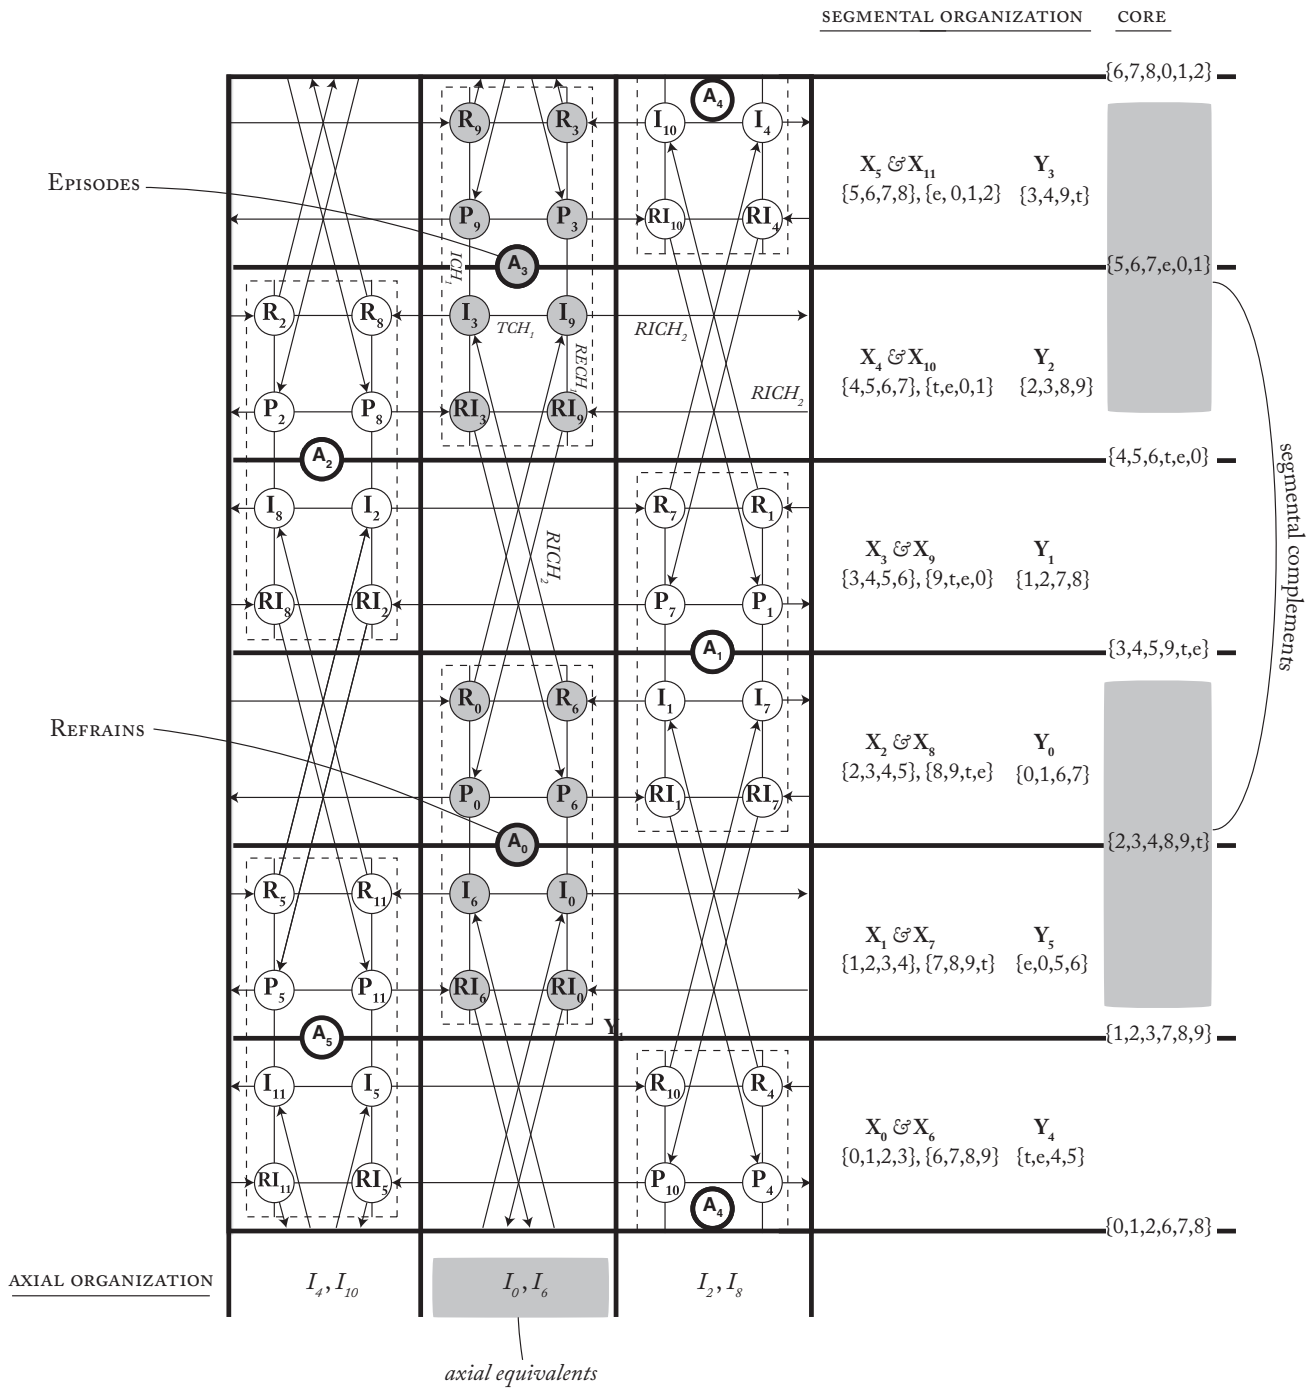 SEGMENTAL ORGANIZATION CORE
{6,7,8,0,1,2}
A4
R9 R3 I10 I4
X5 & X11 Y3
{5,6,7,8}, {e, 0,1,2} {3,4,9,t}
EPISODES
P9 P3 RI10 RI4
ICH1
A3
{5,6,7,e,0,1}
R2 R8 I3 I9
TCH1 RICH2
RECH1
X4 & X10 Y2
{4,5,6,7}, {t,e,0,1} {2,3,8,9}
RICH2
P2 P8 RI3 RI9
A2
{4,5,6,t,e,0}
I8 I2 R7 R1
RICH2
X3 & X9 Y1
{3,4,5,6}, {9,t,e,0} {1,2,7,8}
segmental complements
RI8 RI2 P7 P1
A1
{3,4,5,9,t,e}
R0 R6 I1 I7
REFRAINS
X2 & X8 Y0
{2,3,4,5}, {8,9,t,e} {0,1,6,7}
P0 P6 RI1 RI7
A0
{2,3,4,8,9,t}
R5 R11 I6 I0
X1 & X7 Y5
{1,2,3,4}, {7,8,9,t} {e,0,5,6}
P5 P11 RI6 RI0
Y1
A5
{1,2,3,7,8,9}
I11 I5 R10 R4
X0 & X6 Y4
{0,1,2,3}, {6,7,8,9} {t,e,4,5}
RI11 RI5 P10 P4
A4
{0,1,2,6,7,8}
AXIAL ORGANIZATION I4, I10 I0, I6 I2, I8
axial equivalents